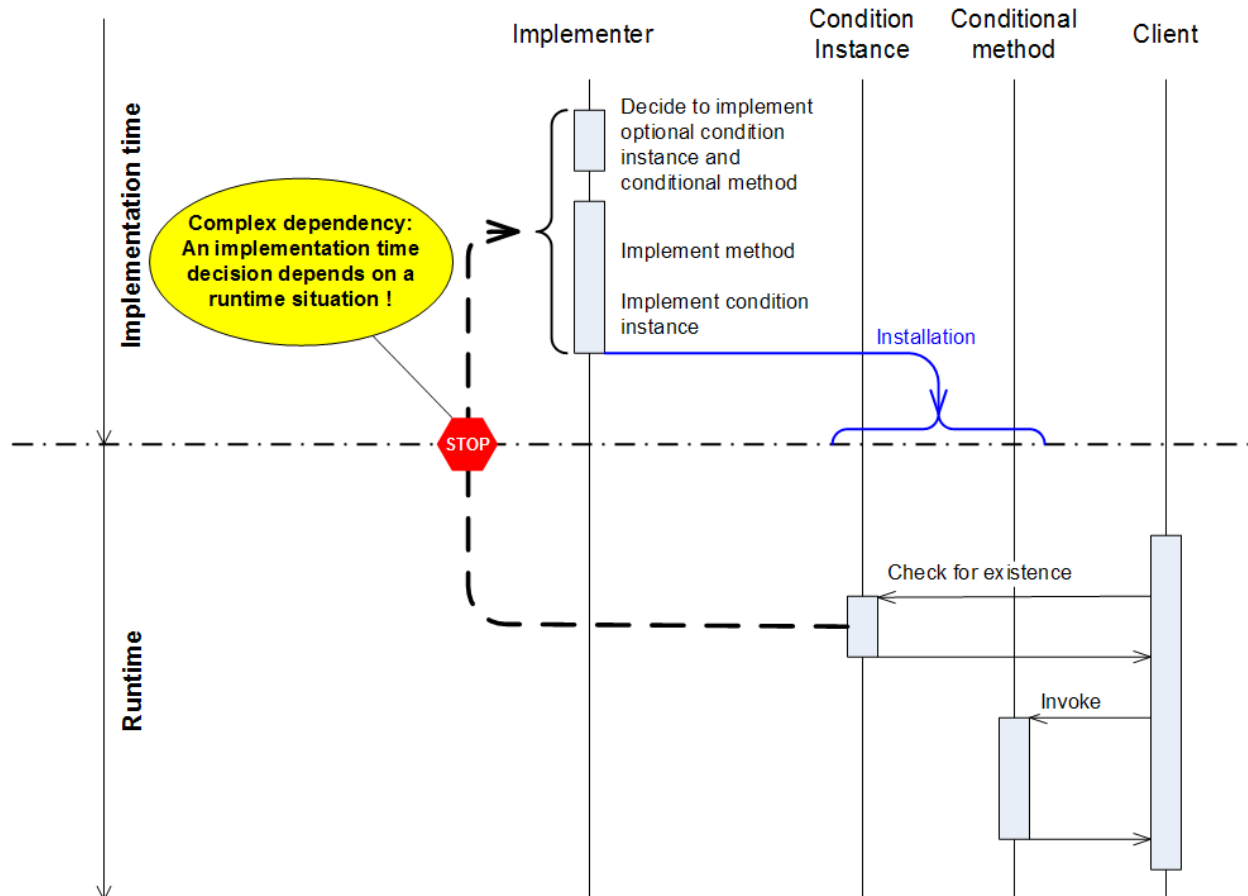 Implementer
Condition
Instance
Conditional
method
Client
Implementation time
Decide to implement
optional condition
instance and
conditional method
Complex dependency:
An implementation time
decision depends on a
runtime situation !
Implement method
Implement condition
instance
Installation
STOP
Runtime
Check for existence
Invoke